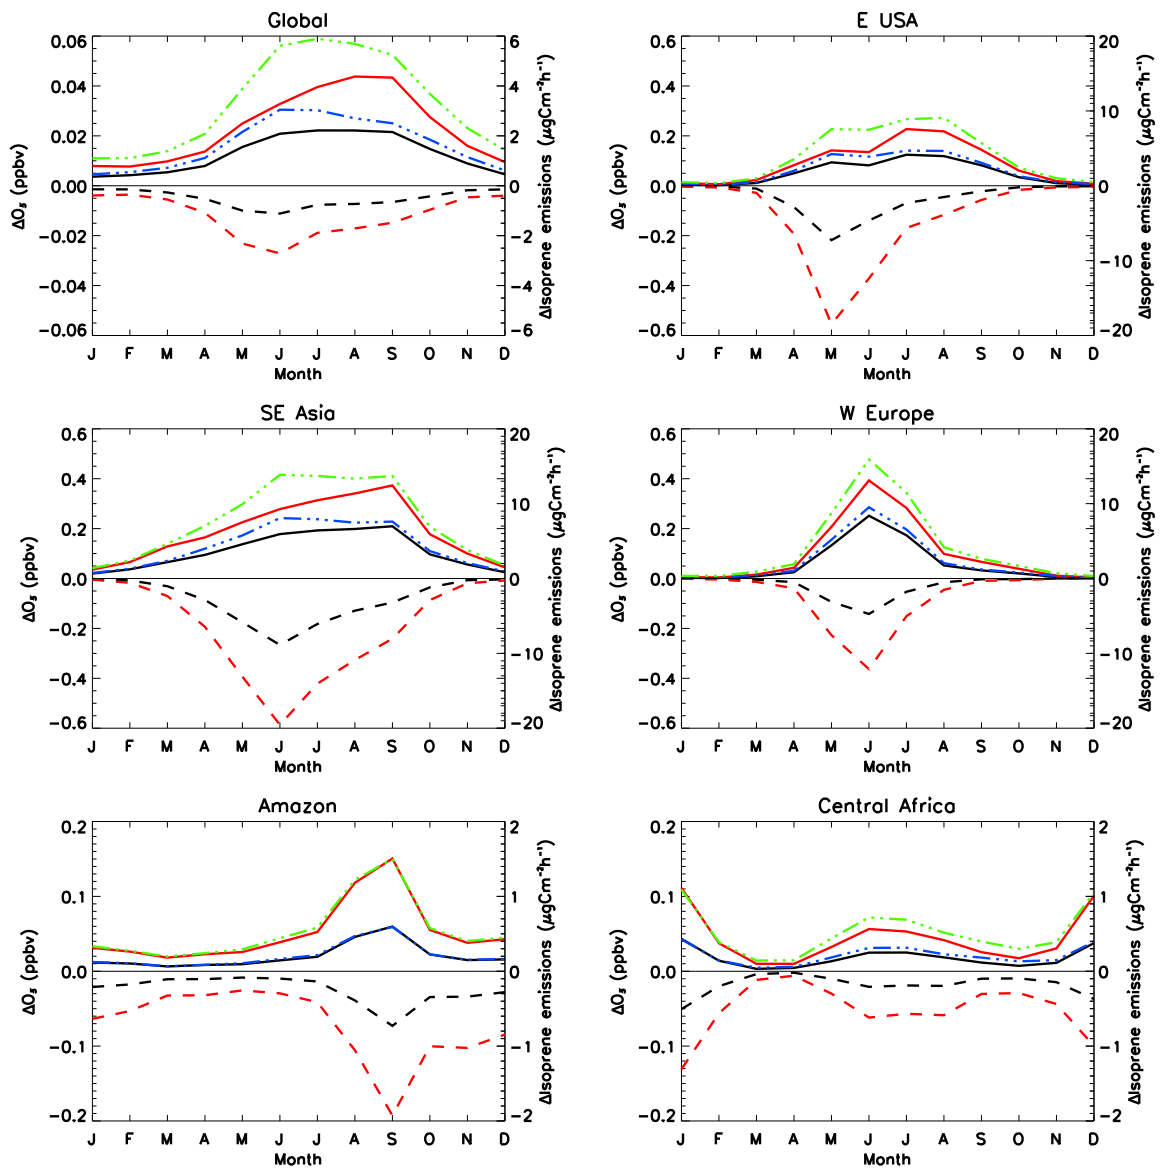 Global
0.06
0.04
0.02
0.00
−0.02
−0.04
−0.06
ΔO₃ (ppbv)
6
4
2
0
−2
−4
−6
ΔIsoprene emissions (μgCm⁻²h⁻¹)
J F M A M J J A S O N D
Month
E USA
0.6
0.4
0.2
0.0
−0.2
−0.4
−0.6
ΔO₃ (ppbv)
20
10
0
−10
−20
ΔIsoprene emissions (μgCm⁻²h⁻¹)
J F M A M J J A S O N D
Month
SE Asia
0.6
0.4
0.2
0.0
−0.2
−0.4
−0.6
ΔO₃ (ppbv)
20
10
0
−10
−20
ΔIsoprene emissions (μgCm⁻²h⁻¹)
J F M A M J J A S O N D
Month
W Europe
0.6
0.4
0.2
0.0
−0.2
−0.4
−0.6
ΔO₃ (ppbv)
20
10
0
−10
−20
ΔIsoprene emissions (μgCm⁻²h⁻¹)
J F M A M J J A S O N D
Month
Amazon
0.2
0.1
0.0
−0.1
−0.2
ΔO₃ (ppbv)
2
1
0
−1
−2
ΔIsoprene emissions (μgCm⁻²h⁻¹)
J F M A M J J A S O N D
Month
Central Africa
0.2
0.1
0.0
−0.1
−0.2
ΔO₃ (ppbv)
2
1
0
−1
−2
ΔIsoprene emissions (μgCm⁻²h⁻¹)
J F M A M J J A S O N D
Month